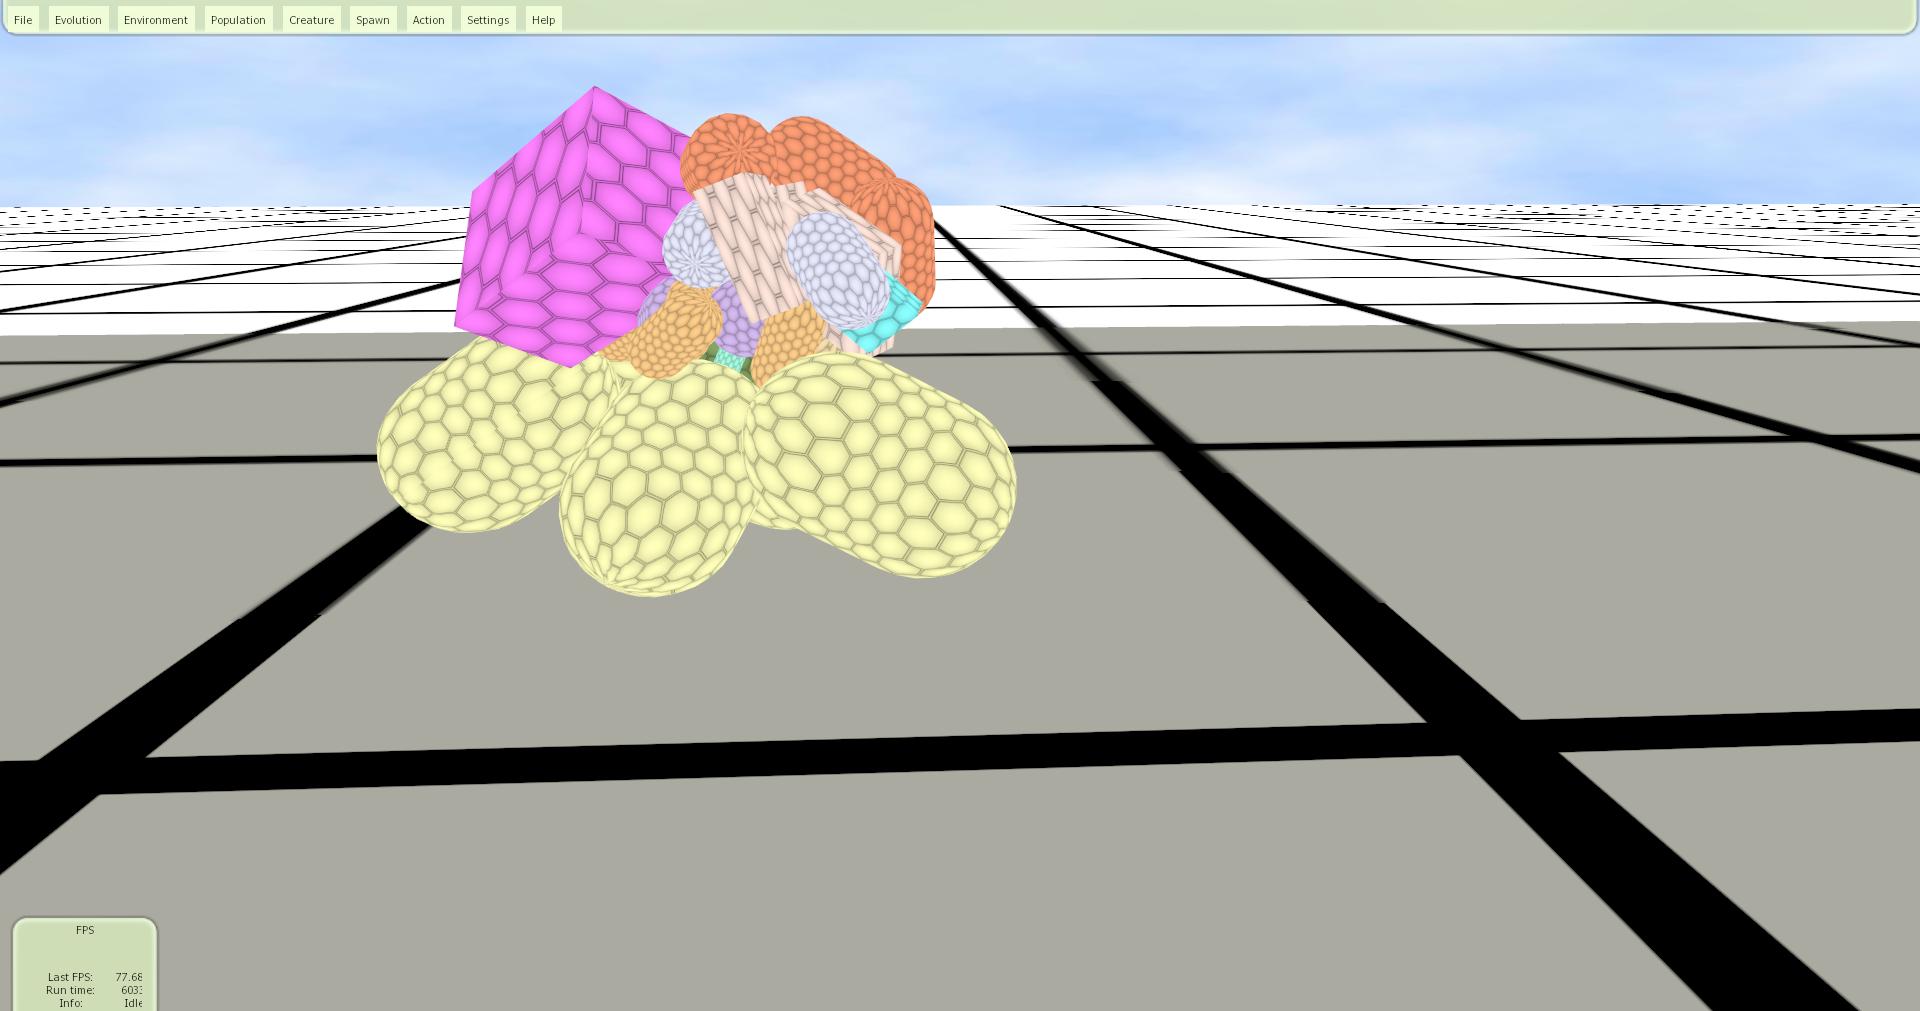 File Evolution Environment Population Creature Spawn Action Settings Help
FPS
Last FPS: 77.68
Run time: 6033
Info: Idle